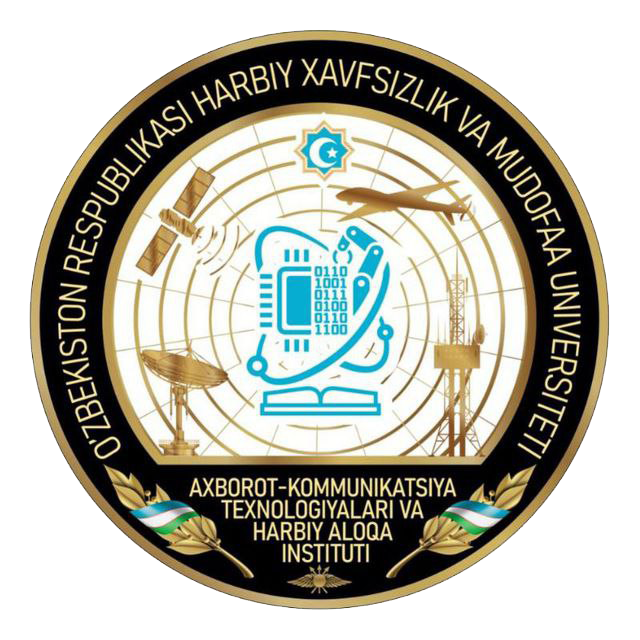 O'ZBEKISTON RESPUBLIKASI HARBIY XAVFSIZLIK VA MUDOFAA UNIVERSITETI
0110
1001
0111
0100
0110
1100
AXBOROT-KOMMUNIKATSIYA
TEXNOLOGIYALARI VA
HARBIY ALOQA
INSTITUTI